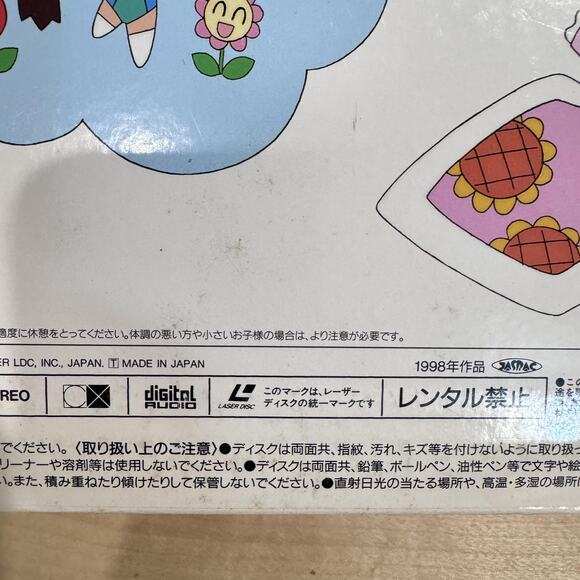 適度に休憩をとってください。体調の悪い方や小さいお子様の場合は、より注意が必要です。
ER LDC, INC., JAPAN. 🅃 MADE IN JAPAN
1998年作品 JASRAC
REO
digital AUDIO
LASER DISC
このマークは、レーザー
ディスクの統一マークです
レンタル禁止
●こ
途を
でください。〈取り扱い上のご注意〉●ディスクは両面共、指紋、汚れ、キズ等を付けないように取り扱っ
リーナーや溶剤等は使用しないでください。●ディスクは両面共、鉛筆、ボールペン、油性ペン等で文字や絵
い。また、積み重ねたり傾けたりして保管しないでください。●直射日光の当たる場所や、高温・多湿の場所